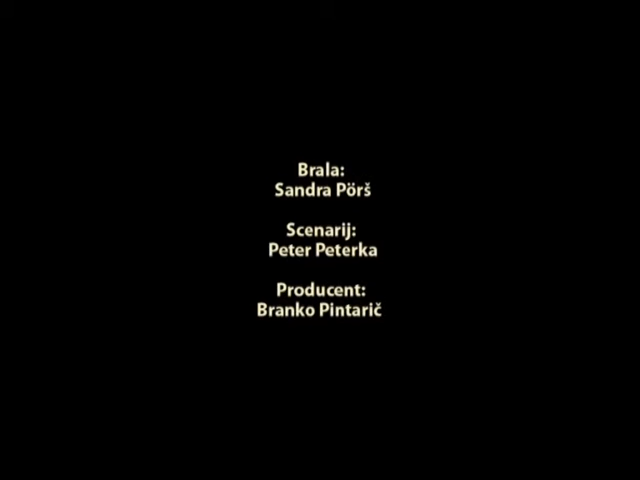 Brala:
Sandra Pörš
Scenarij:
Peter Peterka
Producent:
Branko Pintarič